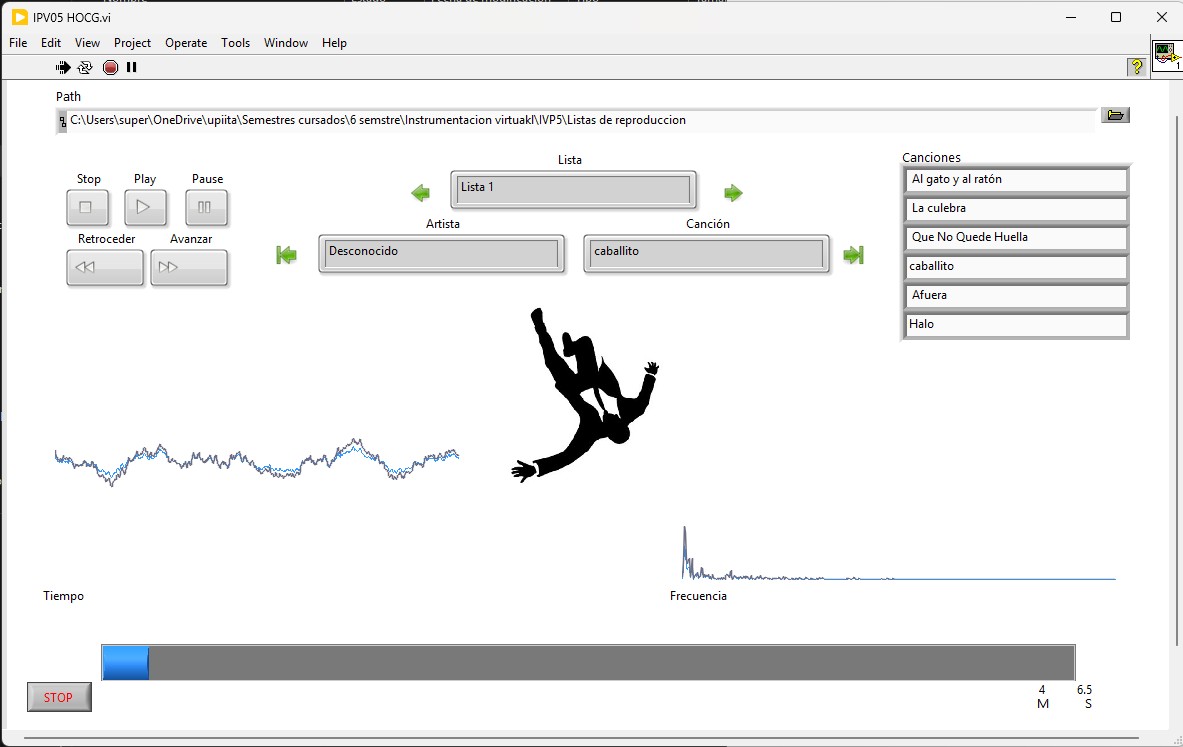 IPV05 HOCG.vi
File Edit View Project Operate Tools Window Help
Path
C:\Users\super\OneDrive\upiita\Semestres cursados\6 semstre\Instrumentacion virtuakl\IVP5\Listas de reproduccion
Lista
Lista 1
Stop Play Pause
Retroceder Avanzar
Artista Canción
Desconocido caballito
Canciones
Al gato y al ratón
La culebra
Que No Quede Huella
caballito
Afuera
Halo
Tiempo Frecuencia
STOP
4 6.5
M S